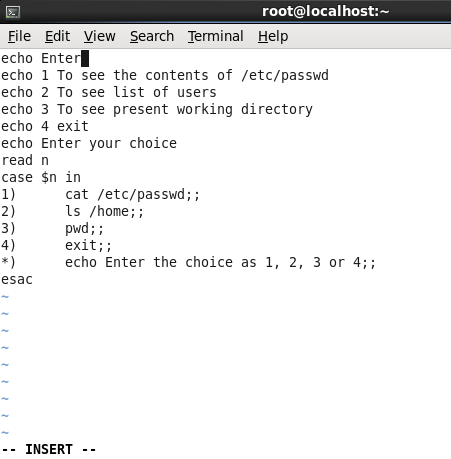 root@localhost:~
File Edit View Search Terminal Help
echo Enter
echo 1 To see the contents of /etc/passwd
echo 2 To see list of users
echo 3 To see present working directory
echo 4 exit
echo Enter your choice
read n
case $n in
1)      cat /etc/passwd;;
2)      ls /home;;
3)      pwd;;
4)      exit;;
*)      echo Enter the choice as 1, 2, 3 or 4;;
esac
~
~
~
~
~
~
~
~
~
-- INSERT --